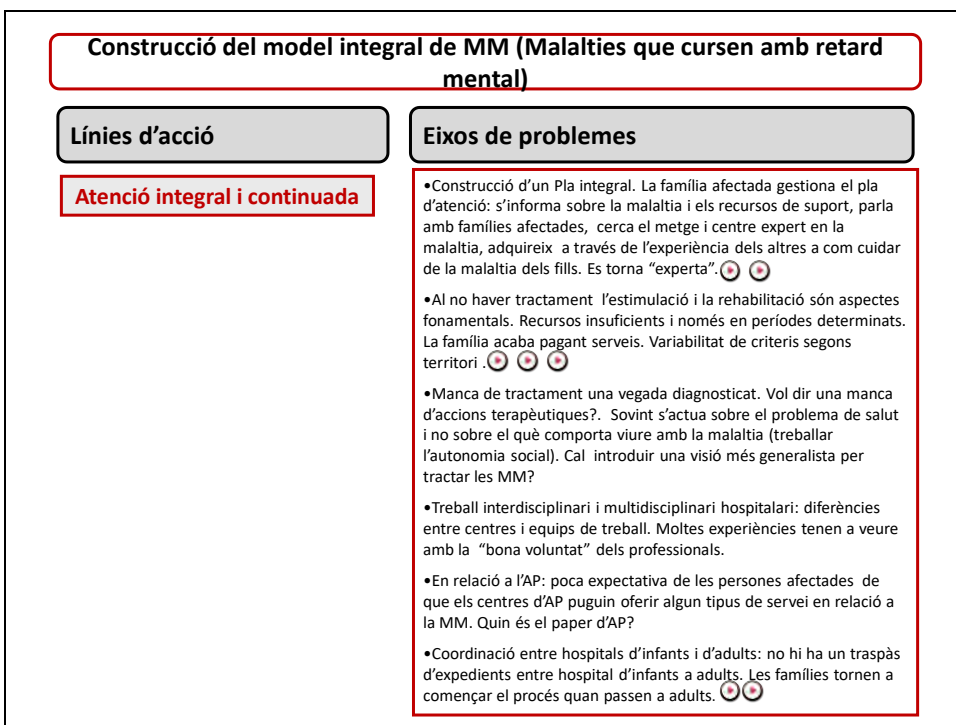 Construcció del model integral de MM (Malalties que cursen amb retard
mental)
Línies d'acció
Eixos de problemes
Atenció integral i continuada
•Construcció d'un Pla integral. La família afectada gestiona el pla
d'atenció: s'informa sobre la malaltia i els recursos de suport, parla
amb famílies afectades, cerca el metge i centre expert en la
malaltia, adquireix a través de l'experiència dels altres a com cuidar
de la malaltia dels fills. Es torna "experta".
•Al no haver tractament l'estimulació i la rehabilitació són aspectes
fonamentals. Recursos insuficients i només en períodes determinats.
La família acaba pagant serveis. Variabilitat de criteris segons
territori .
•Manca de tractament una vegada diagnosticat. Vol dir una manca
d'accions terapèutiques?. Sovint s'actua sobre el problema de salut
i no sobre el què comporta viure amb la malaltia (treballar
l'autonomia social). Cal introduir una visió més generalista per
tractar les MM?
•Treball interdisciplinari i multidisciplinari hospitalari: diferències
entre centres i equips de treball. Moltes experiències tenen a veure
amb la "bona voluntat" dels professionals.
•En relació a l'AP: poca expectativa de les persones afectades de
que els centres d'AP puguin oferir algun tipus de servei en relació a
la MM. Quin és el paper d'AP?
•Coordinació entre hospitals d'infants i d'adults: no hi ha un traspàs
d'expedients entre hospital d'infants a adults. Les famílies tornen a
començar el procés quan passen a adults.